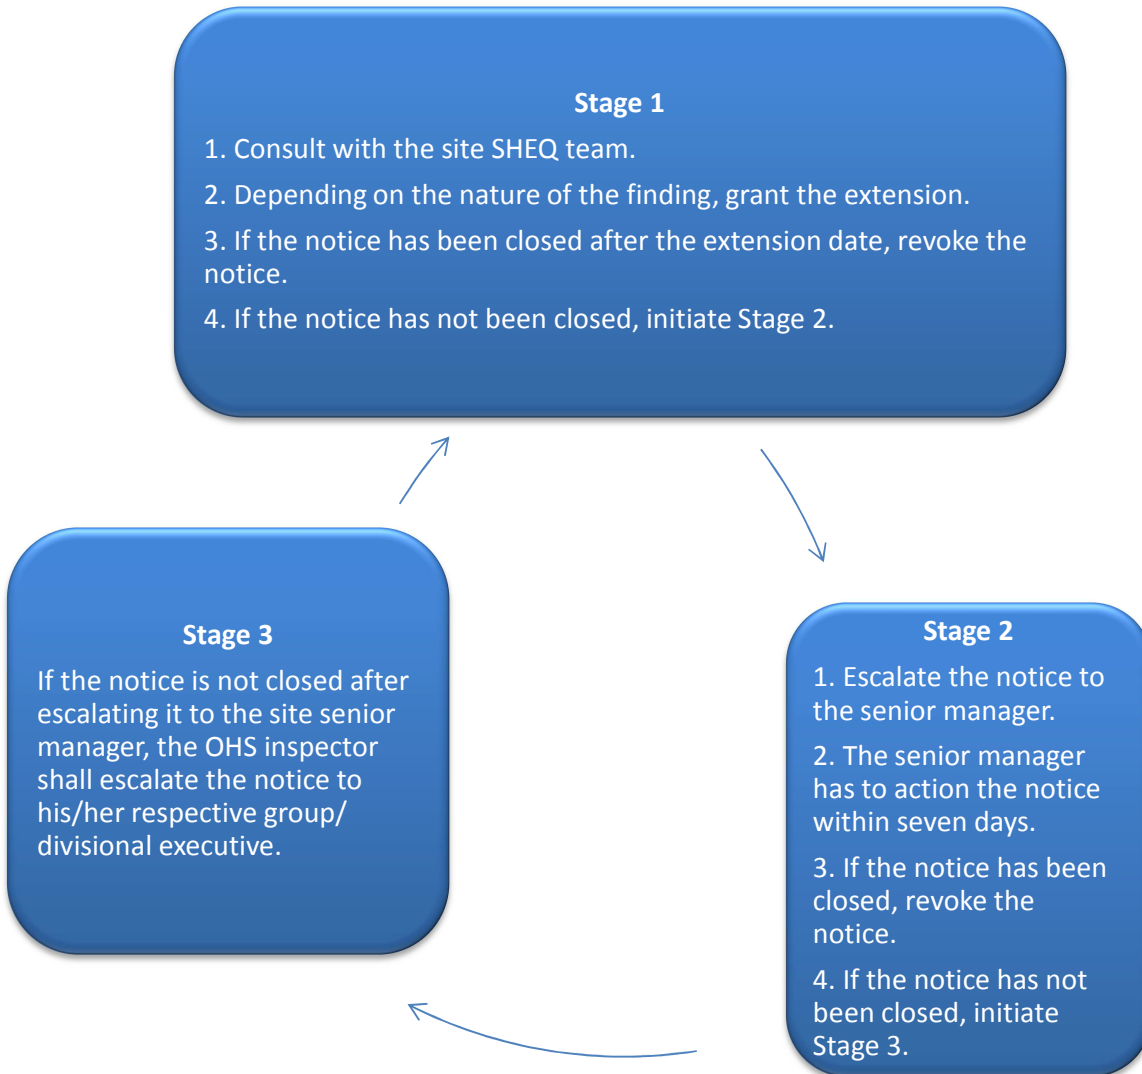 Stage 1
1. Consult with the site SHEQ team.
2. Depending on the nature of the finding, grant the extension.
3. If the notice has been closed after the extension date, revoke the
notice.
4. If the notice has not been closed, initiate Stage 2.
Stage 2
1. Escalate the notice to
the senior manager.
2. The senior manager
has to action the notice
within seven days.
3. If the notice has been
closed, revoke the
notice.
4. If the notice has not
been closed, initiate
Stage 3.
Stage 3
If the notice is not closed after
escalating it to the site senior
manager, the OHS inspector
shall escalate the notice to
his/her respective group/
divisional executive.